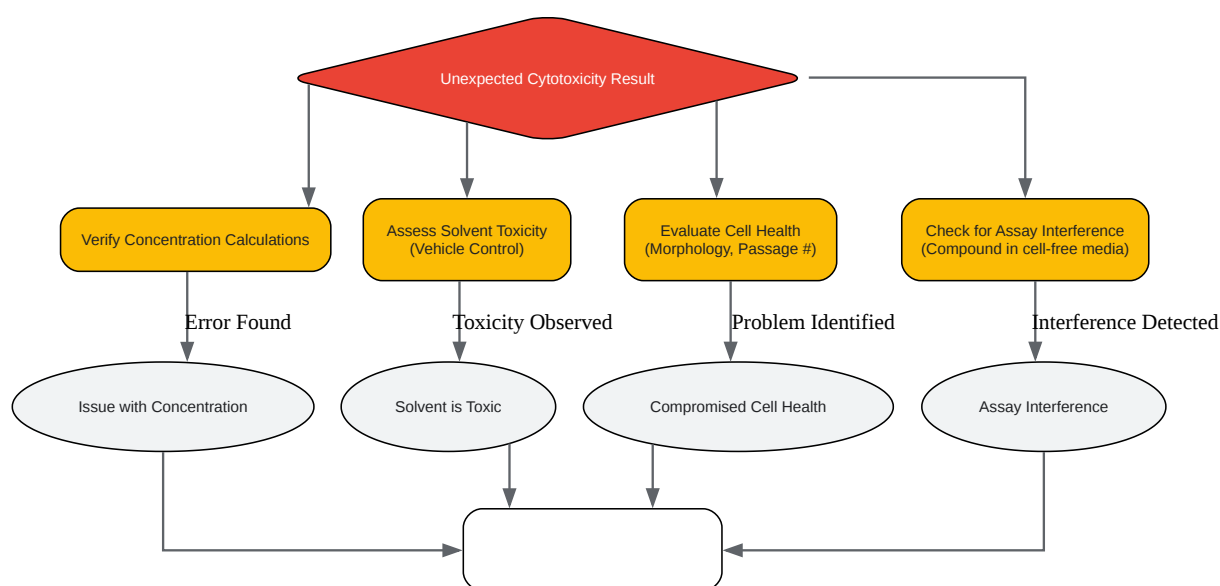 Unexpected Cytotoxicity Result
Verify Concentration Calculations
Assess Solvent Toxicity
(Vehicle Control)
Evaluate Cell Health
(Morphology, Passage #)
Check for Assay Interference
(Compound in cell-free media)
Error Found
Toxicity Observed
Problem Identified
Interference Detected
Issue with Concentration
Solvent is Toxic
Compromised Cell Health
Assay Interference